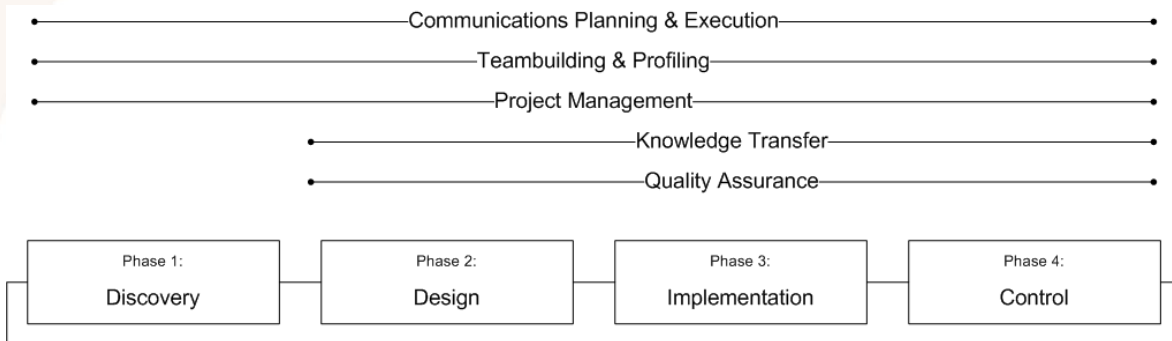 Communications Planning & Execution
Teambuilding & Profiling
Project Management
Knowledge Transfer
Quality Assurance
Phase 1:
Discovery
Phase 2:
Design
Phase 3:
Implementation
Phase 4:
Control